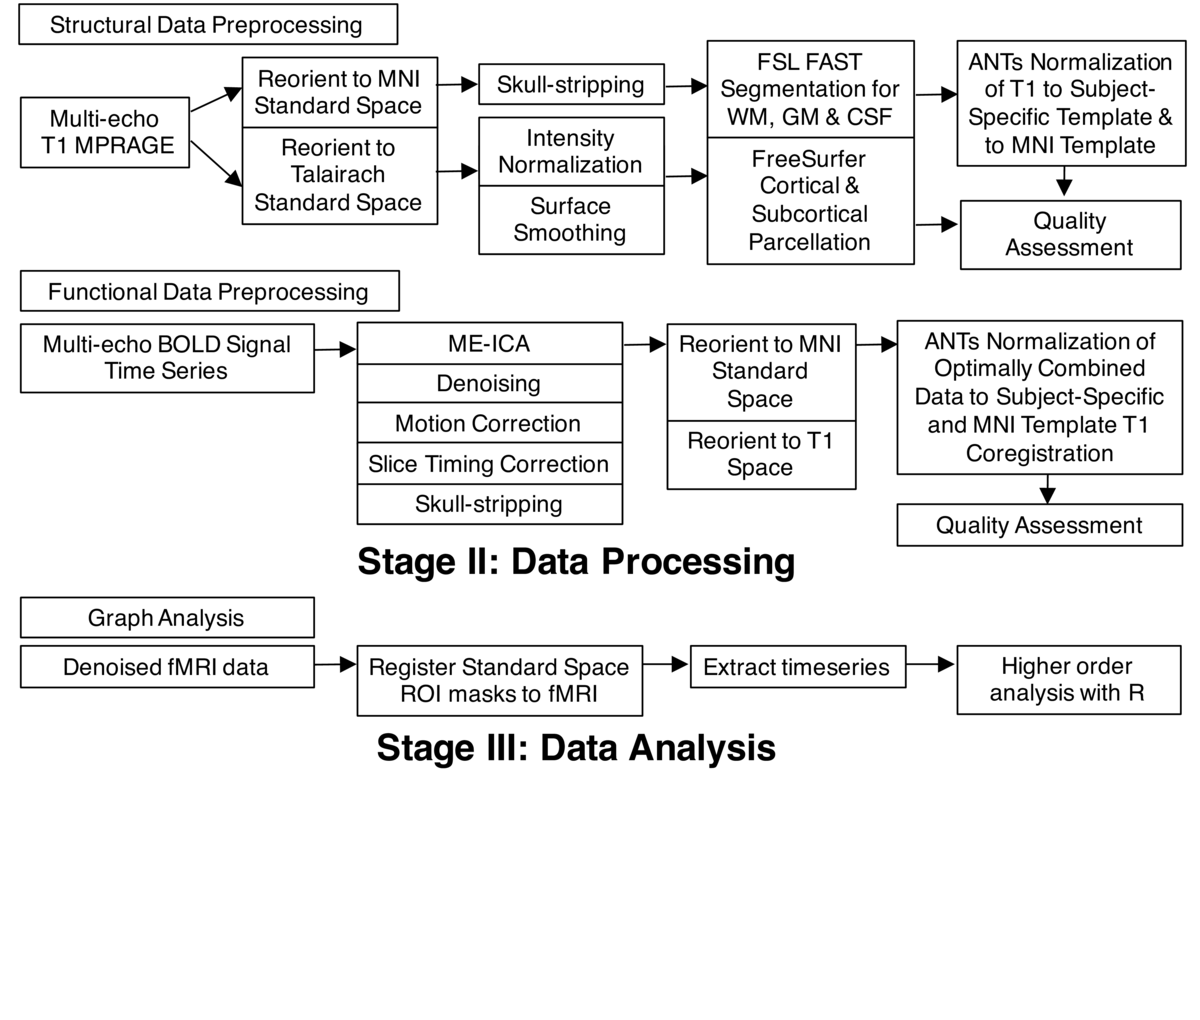 Structural Data Preprocessing
Multi-echo
T1 MPRAGE
Reorient to MNI
Standard Space
Reorient to
Talairach
Standard Space
Skull-stripping
Intensity
Normalization
Surface
Smoothing
FSL FAST
Segmentation for
WM, GM & CSF
FreeSurfer
Cortical &
Subcortical
Parcellation
ANTs Normalization
of T1 to Subject-
Specific Template &
to MNI Template
Quality
Assessment
Functional Data Preprocessing
Multi-echo BOLD Signal
Time Series
ME-ICA
Denoising
Motion Correction
Slice Timing Correction
Skull-stripping
Reorient to MNI
Standard
Space
Reorient to T1
Space
ANTs Normalization of
Optimally Combined
Data to Subject-Specific
and MNI Template T1
Coregistration
Quality Assessment
Stage II: Data Processing
Graph Analysis
Denoised fMRI data
Register Standard Space
ROI masks to fMRI
Extract timeseries
Higher order
analysis with R
Stage III: Data Analysis